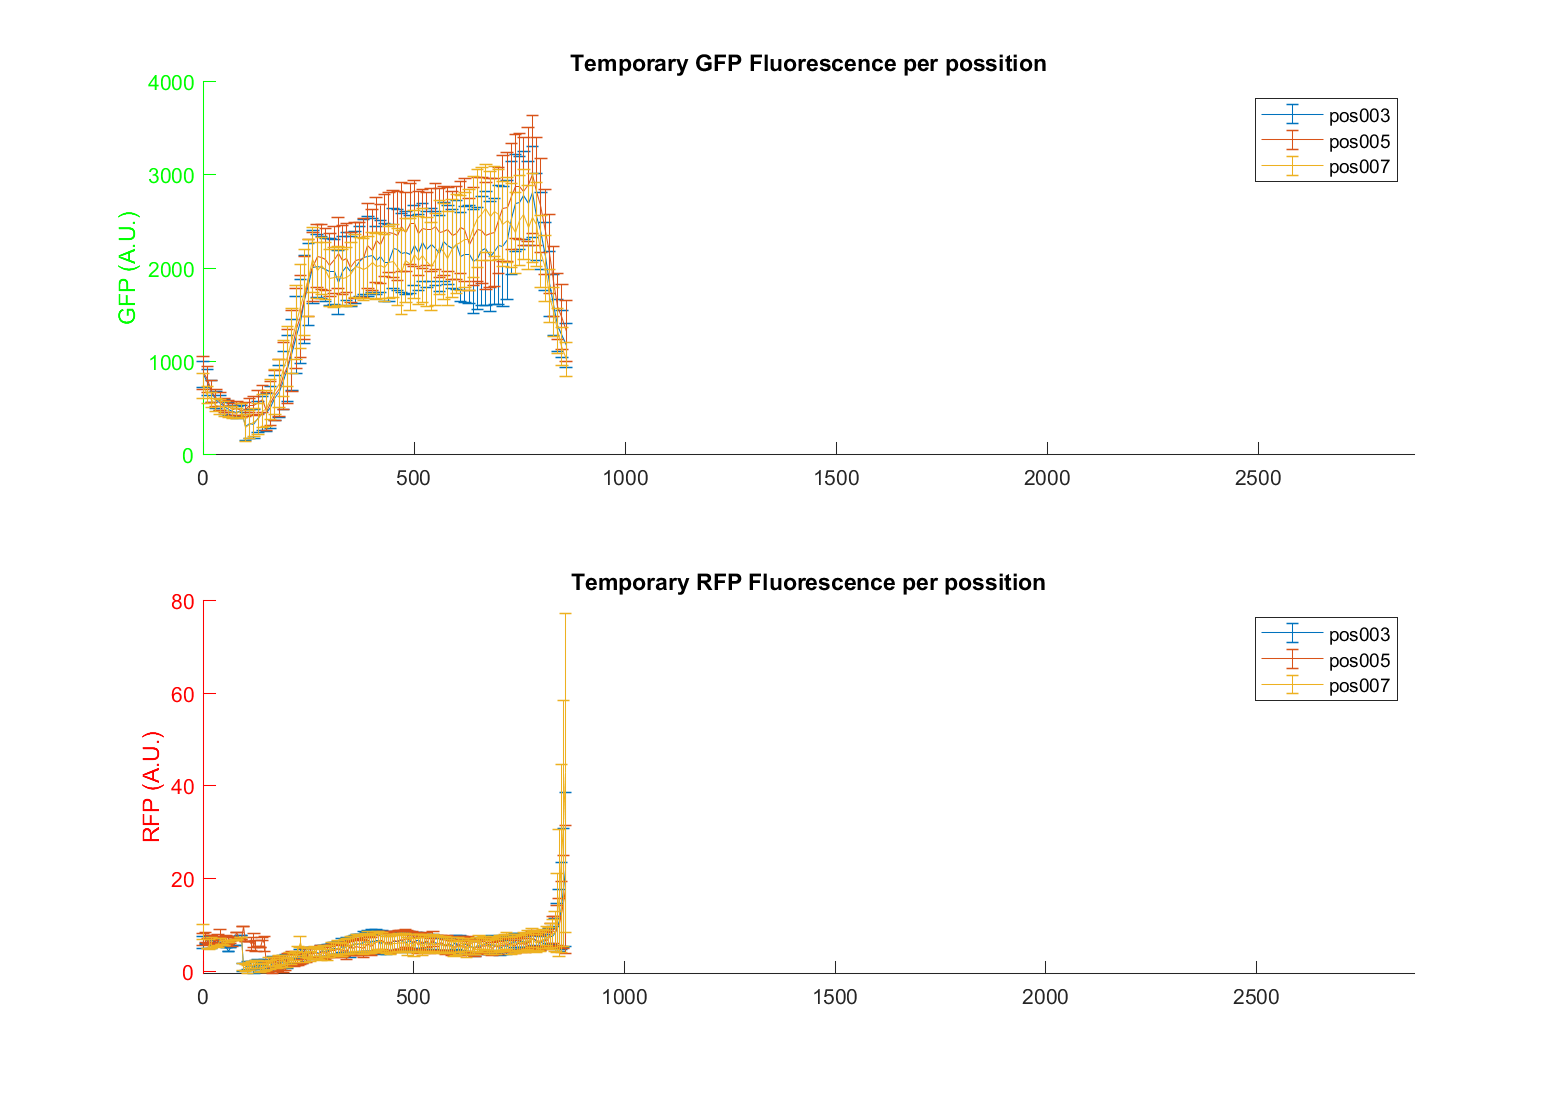 Temporary GFP Fluorescence per possition
GFP (A.U.)
4000
3000
2000
1000
0
0 500 1000 1500 2000 2500
pos003
pos005
pos007
Temporary RFP Fluorescence per possition
RFP (A.U.)
80
60
40
20
0
0 500 1000 1500 2000 2500
pos003
pos005
pos007